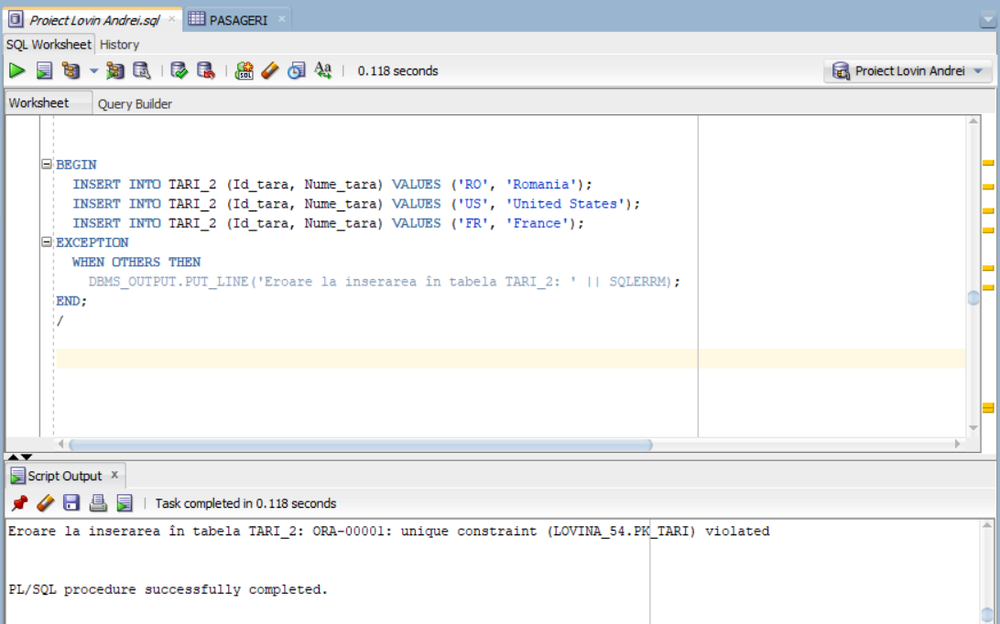 Proiect Lovin Andrei.sql
PASAGERI
SQL Worksheet History
0.118 seconds
Proiect Lovin Andrei
Worksheet Query Builder
BEGIN
INSERT INTO TARI_2 (Id_tara, Nume_tara) VALUES ('RO', 'Romania');
INSERT INTO TARI_2 (Id_tara, Nume_tara) VALUES ('US', 'United States');
INSERT INTO TARI_2 (Id_tara, Nume_tara) VALUES ('FR', 'France');
EXCEPTION
WHEN OTHERS THEN
DBMS_OUTPUT.PUT_LINE('Eroare la inserarea în tabela TARI_2: ' || SQLERRM);
END;
/
Script Output x
Task completed in 0.118 seconds
Eroare la inserarea în tabela TARI_2: ORA-00001: unique constraint (LOVINA_54.PK_TARI) violated
PL/SQL procedure successfully completed.